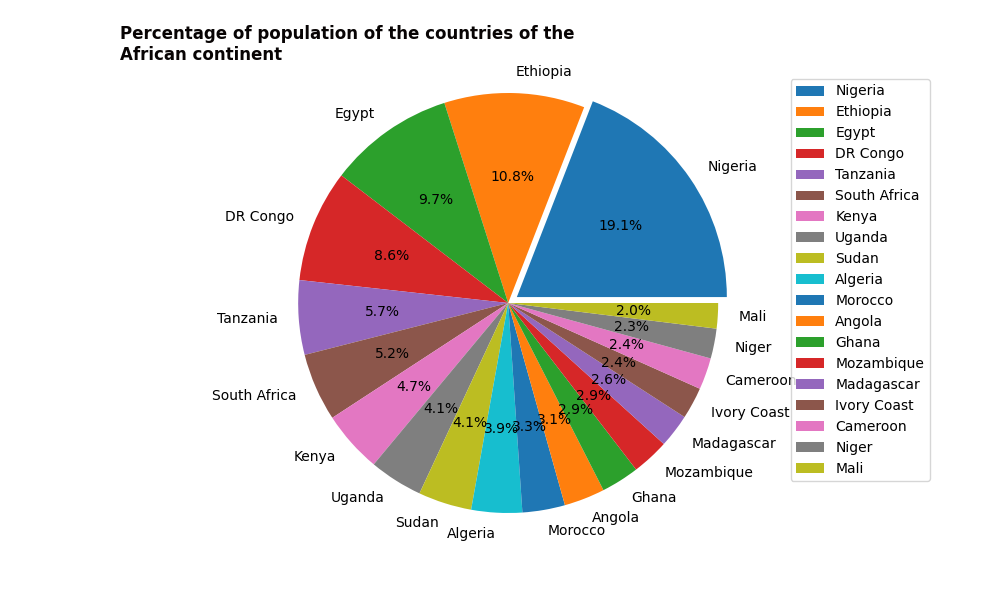 Percentage of population of the countries of the
African continent
Ethiopia
Egypt
Nigeria
10.8%
9.7%
19.1%
DR Congo
8.6%
Tanzania
5.7%
South Africa
5.2%
Kenya
4.7%
Uganda
4.1%
Sudan
4.1%
Algeria
3.9%
Morocco
3.3%
Angola
3.1%
Ghana
2.9%
Mozambique
2.9%
Madagascar
2.6%
Ivory Coast
2.4%
Cameroon
2.4%
Niger
2.3%
Mali
2.0%
Nigeria
Ethiopia
Egypt
DR Congo
Tanzania
South Africa
Kenya
Uganda
Sudan
Algeria
Morocco
Angola
Ghana
Mozambique
Madagascar
Ivory Coast
Cameroon
Niger
Mali